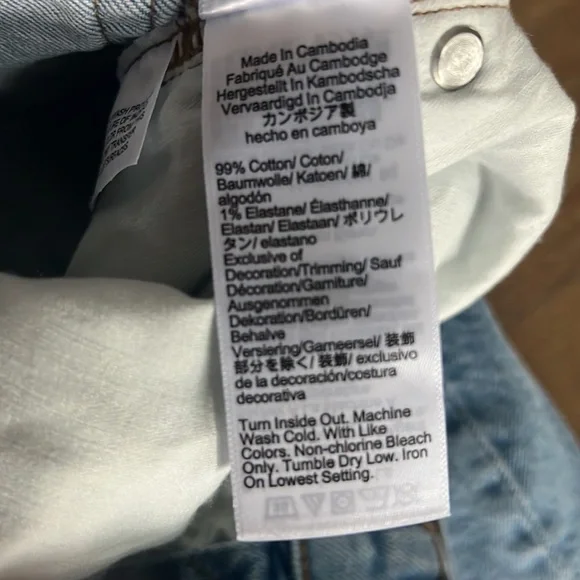 Made In Cambodia
Fabriqué Au Cambodge
Hergestellt In Kambodscha
Vervaardigd In Cambodja
カンボジア製
hecho en camboya
99% Cotton/ Coton/
Baumwolle/ Katoen/ 綿/
algodón
1% Elastane/ Élasthanne/
Elastan/ Elastaan/ ポリウレ
タン/ elastano
Exclusive of
Decoration/Trimming/ Sauf
Décoration/Garniture/
Ausgenommen
Dekoration/Bordüren/
Behalve
Versiering/Garneersel/ 装飾
部分を除く/ 装飾/ exclusivo
de la decoración/costura
decorativa
Turn Inside Out. Machine
Wash Cold. With Like
Colors. Non-chlorine Bleach
Only. Tumble Dry Low. Iron
On Lowest Setting.